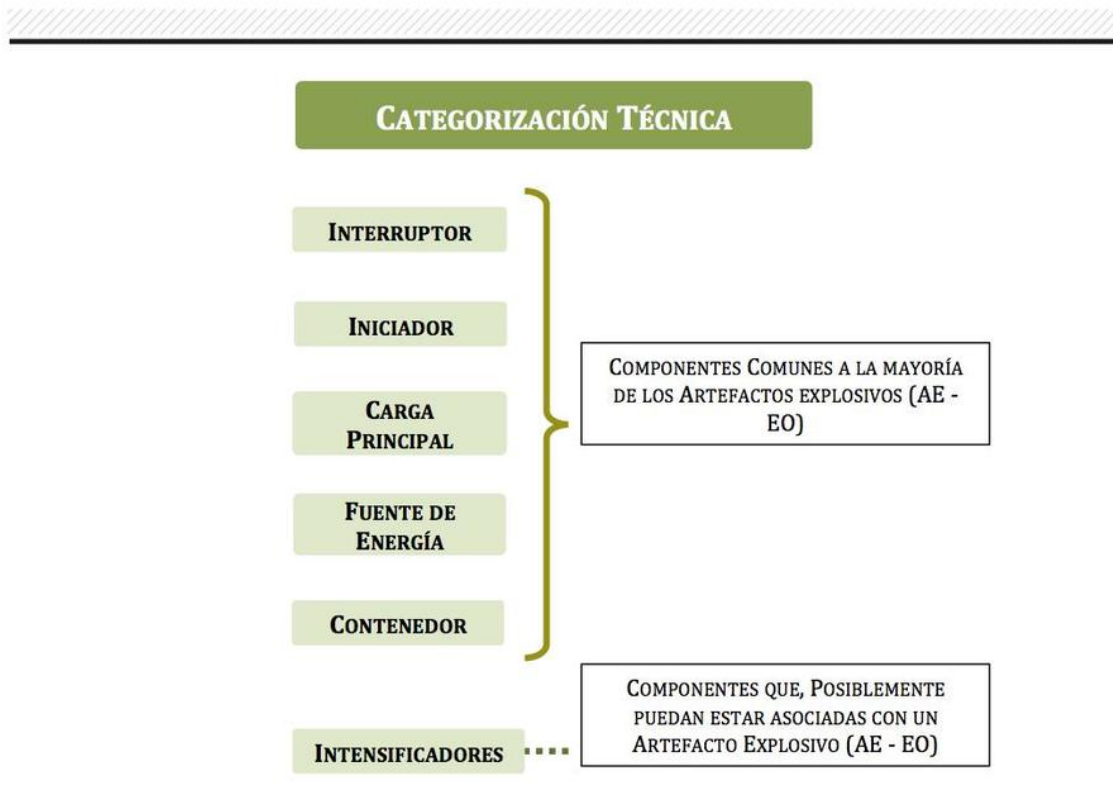 CATEGORIZACIÓN TÉCNICA
INTERRUPTOR
INICIADOR
CARGA
PRINCIPAL
FUENTE DE
ENERGÍA
CONTENEDOR
COMPONENTES COMUNES A LA MAYORÍA
DE LOS ARTEFACTOS EXPLOSIVOS (AE -
EO)
INTENSIFICADORES
COMPONENTES QUE, POSIBLEMENTE
PUEDAN ESTAR ASOCIADAS CON UN
ARTEFACTO EXPLOSIVO (AE - EO)